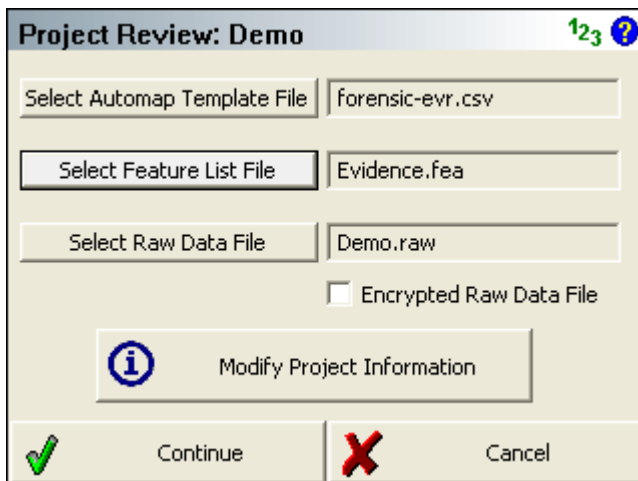 Project Review: Demo 123 ?
Select Automap Template File forensic-evr.csv
Select Feature List File Evidence.fea
Select Raw Data File Demo.raw
Encrypted Raw Data File
i Modify Project Information
Continue Cancel